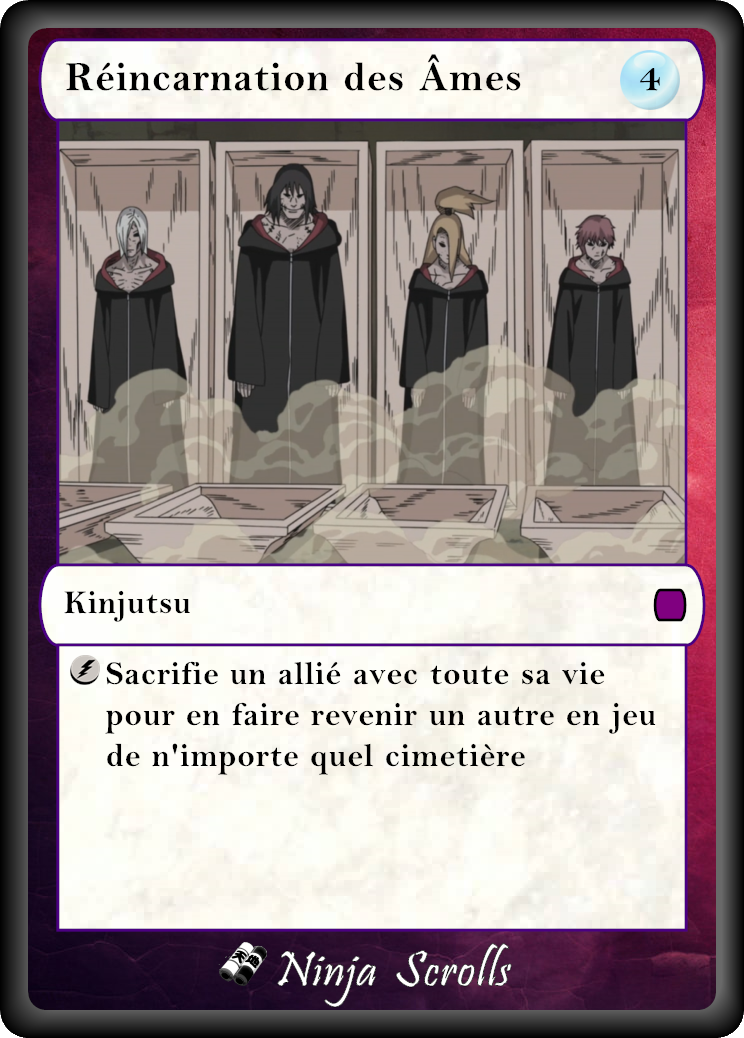 Réincarnation des Âmes
4
Kinjutsu
Sacrifie un allié avec toute sa vie
pour en faire revenir un autre en jeu
de n'importe quel cimetière
Ninja Scrolls